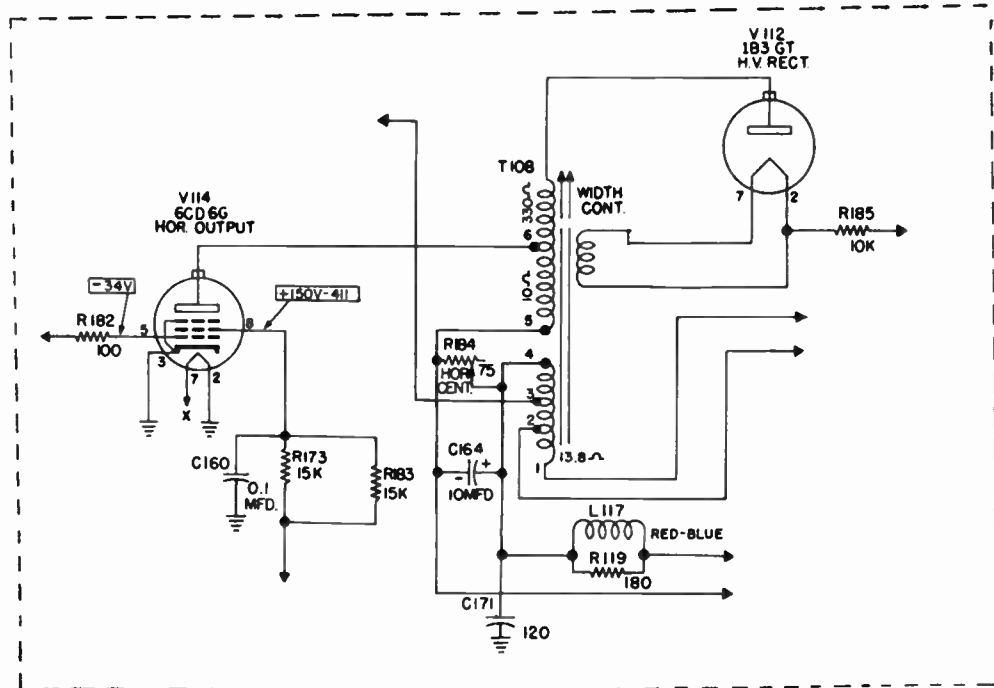 V112
1B3 GT
H.V. RECT.
T108
330Ω
WIDTH
CONT.
6
7
2
R185
10K
V114
6CD6G
HOR. OUTPUT
-34V
+150V-411
R182
100
5
8
3
7
2
X
10Ω
5
R184
75
HOR.
CENT.
4
3
2
1
13.8Ω
C160
0.1
MFD.
R173
15K
R183
15K
C164
- +
10MFD
L117
RED-BLUE
R119
180
C171
120